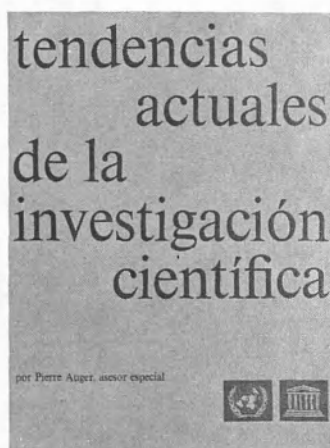 tendencias
actuales
de la
investigación
científica
por Pierre Auger, asesor especial